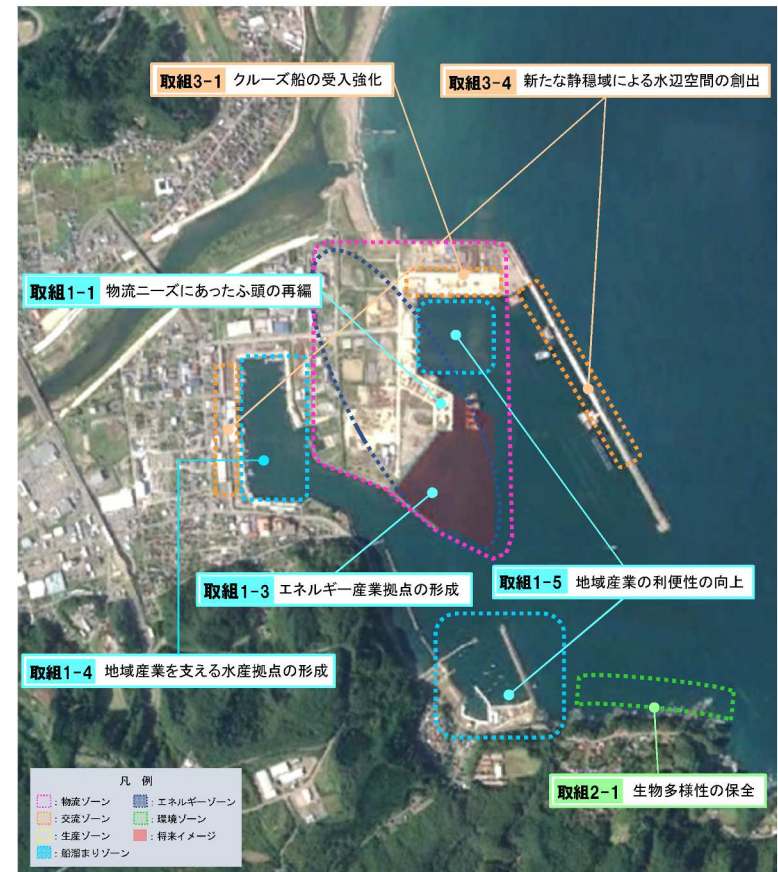 取組3-1 クルーズ船の受入強化
取組3-4 新たな静穏域による水辺空間の創出
取組1-1 物流ニーズにあったふ頭の再編
取組1-3 エネルギー産業拠点の形成
取組1-5 地域産業の利便性の向上
取組1-4 地域産業を支える水産拠点の形成
取組2-1 生物多様性の保全
凡 例
:物流ゾーン :エネルギーゾーン
:交流ゾーン :環境ゾーン
:生産ゾーン :将来イメージ
:船溜まりゾーン